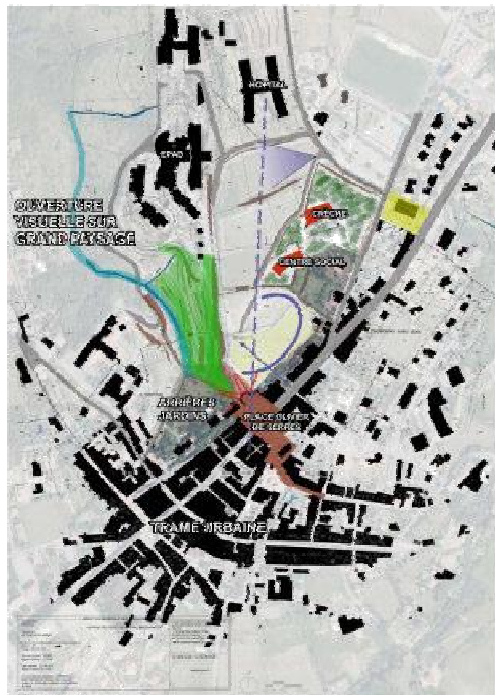 HOPITAL
EPAD
OUVERTURE
VISUELLE SUR
GRAND PAYSAGE
CRECHE
CENTRE SOCIAL
ARRIERES
JARDINS
PLACE OLIVIER
DE SERRES
TRAME URBAINE